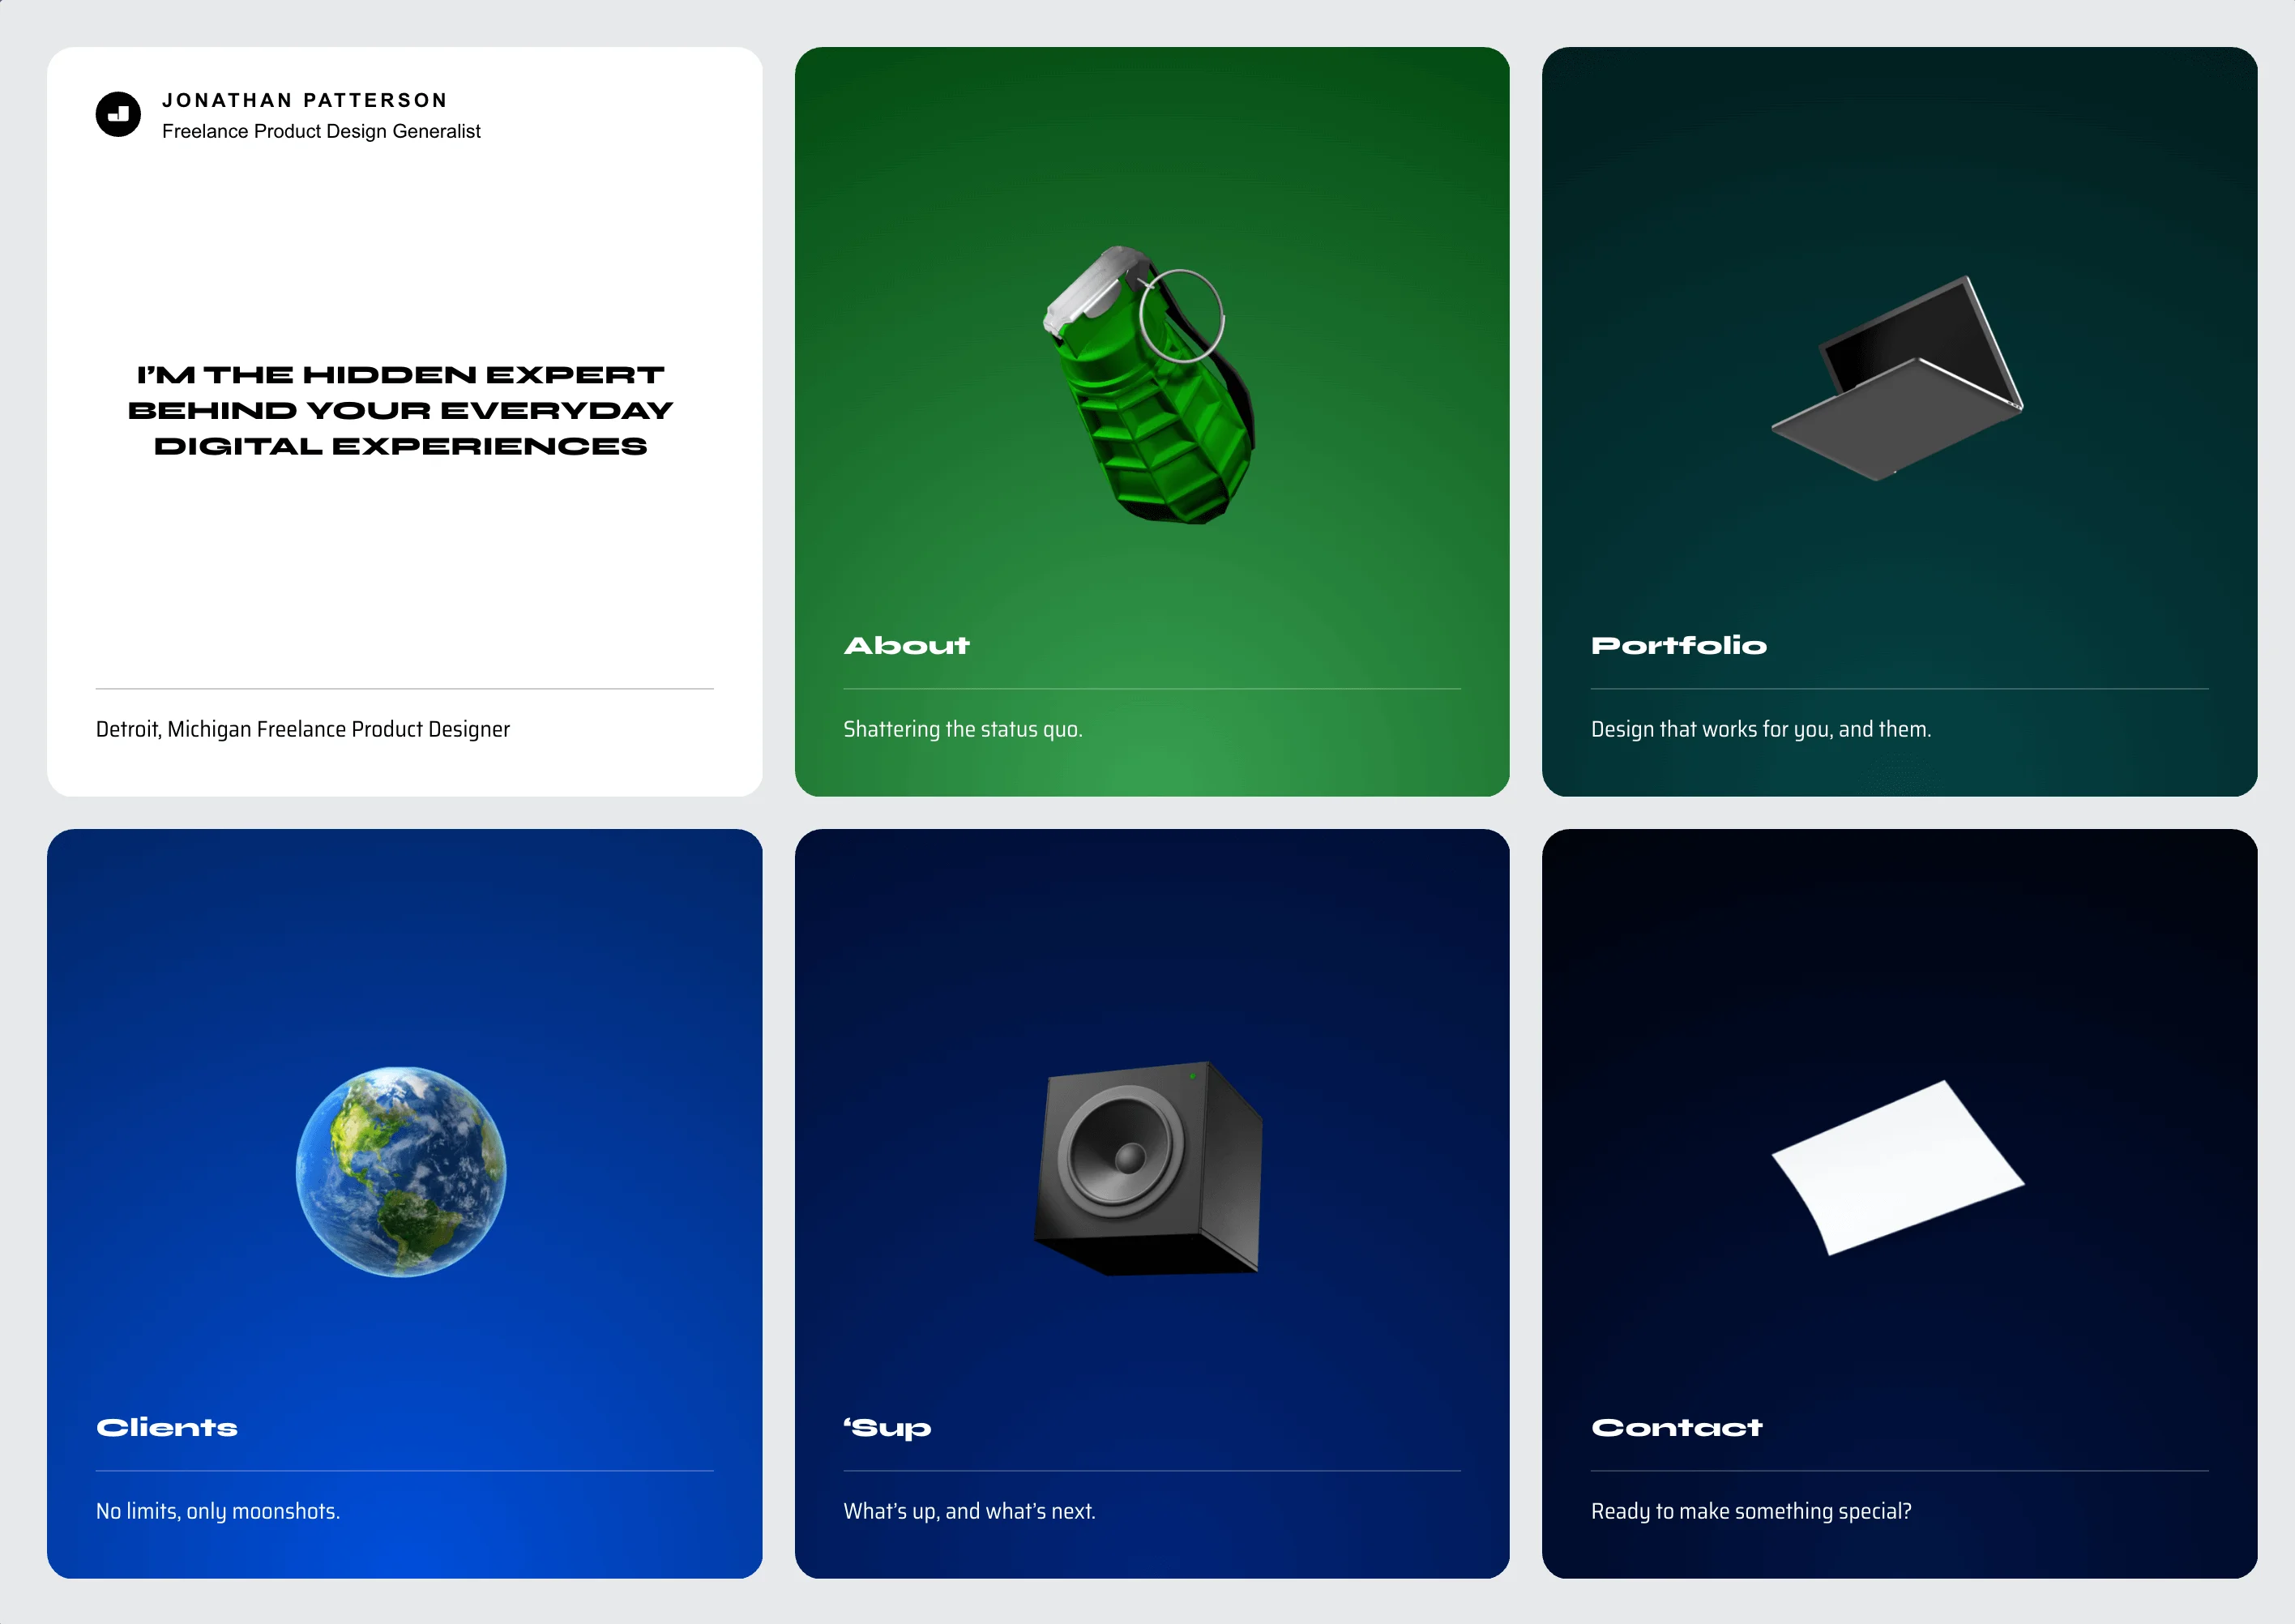 JONATHAN PATTERSON
Freelance Product Design Generalist
I’M THE HIDDEN EXPERT
BEHIND YOUR EVERYDAY
DIGITAL EXPERIENCES
Detroit, Michigan Freelance Product Designer
About
Shattering the status quo.
Portfolio
Design that works for you, and them.
Clients
No limits, only moonshots.
‘Sup
What’s up, and what’s next.
Contact
Ready to make something special?